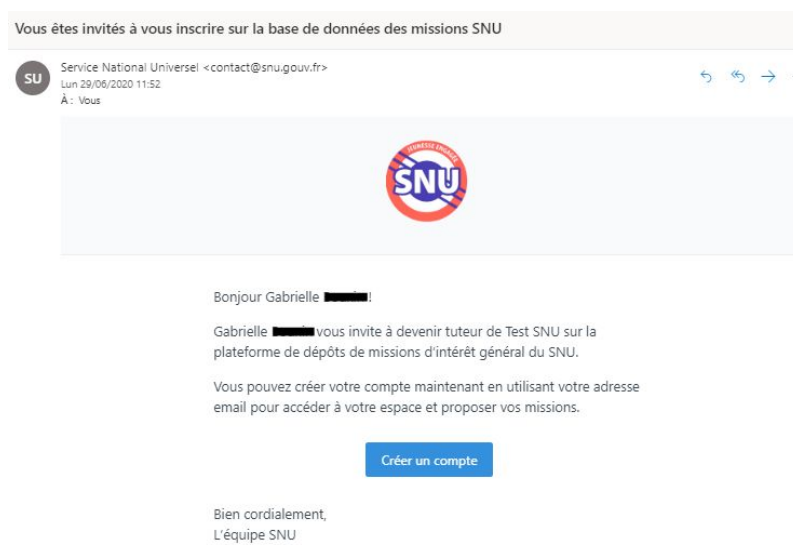 Vous êtes invités à vous inscrire sur la base de données des missions SNU
SU
Service National Universel <contact@snu.gouv.fr>
Lun 29/06/2020 11:52
À : Vous
JEUNESSE ENGAGÉE
SNU
Bonjour Gabrielle !
Gabrielle vous invite à devenir tuteur de Test SNU sur la
plateforme de dépôts de missions d'intérêt général du SNU.
Vous pouvez créer votre compte maintenant en utilisant votre adresse
email pour accéder à votre espace et proposer vos missions.
Créer un compte
Bien cordialement,
L'équipe SNU